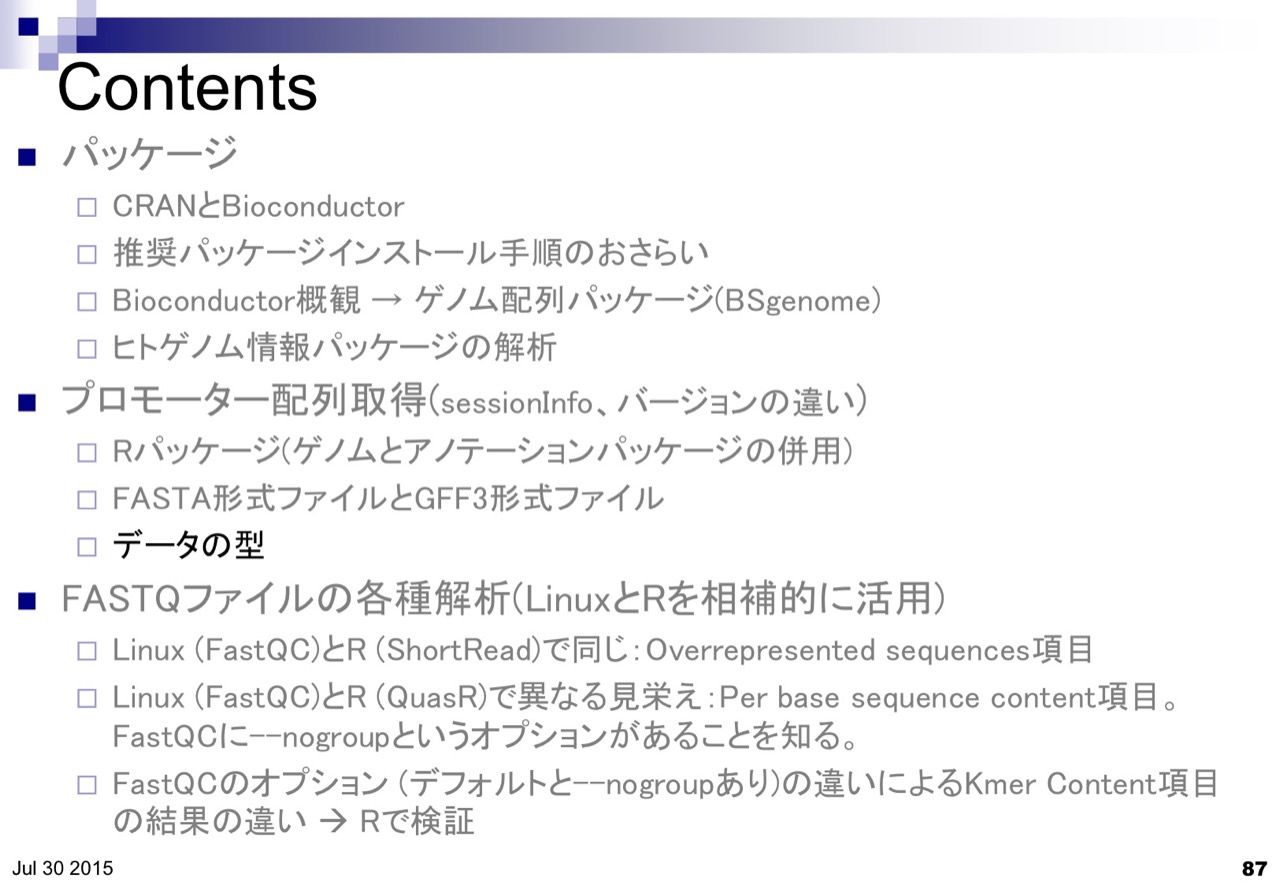 Contents
パッケージ
CRANとBioconductor
推奨パッケージインストール手順のおさらい
Bioconductor概観 → ゲノム配列パッケージ(BSgenome)
ヒトゲノム情報パッケージの解析
プロモーター配列取得(sessionInfo、バージョンの違い)
Rパッケージ(ゲノムとアノテーションパッケージの併用)
FASTA形式ファイルとGFF3形式ファイル
データの型
FASTQファイルの各種解析(LinuxとRを相補的に活用)
Linux (FastQC)とR (ShortRead)で同じ：Overrepresented sequences項目
Linux (FastQC)とR (QuasR)で異なる見栄え：Per base sequence content項目。
FastQCに--nogroupというオプションがあることを知る。
FastQCのオプション (デフォルトと--nogroupあり)の違いによるKmer Content項目
の結果の違い → Rで検証
Jul 30 2015
87